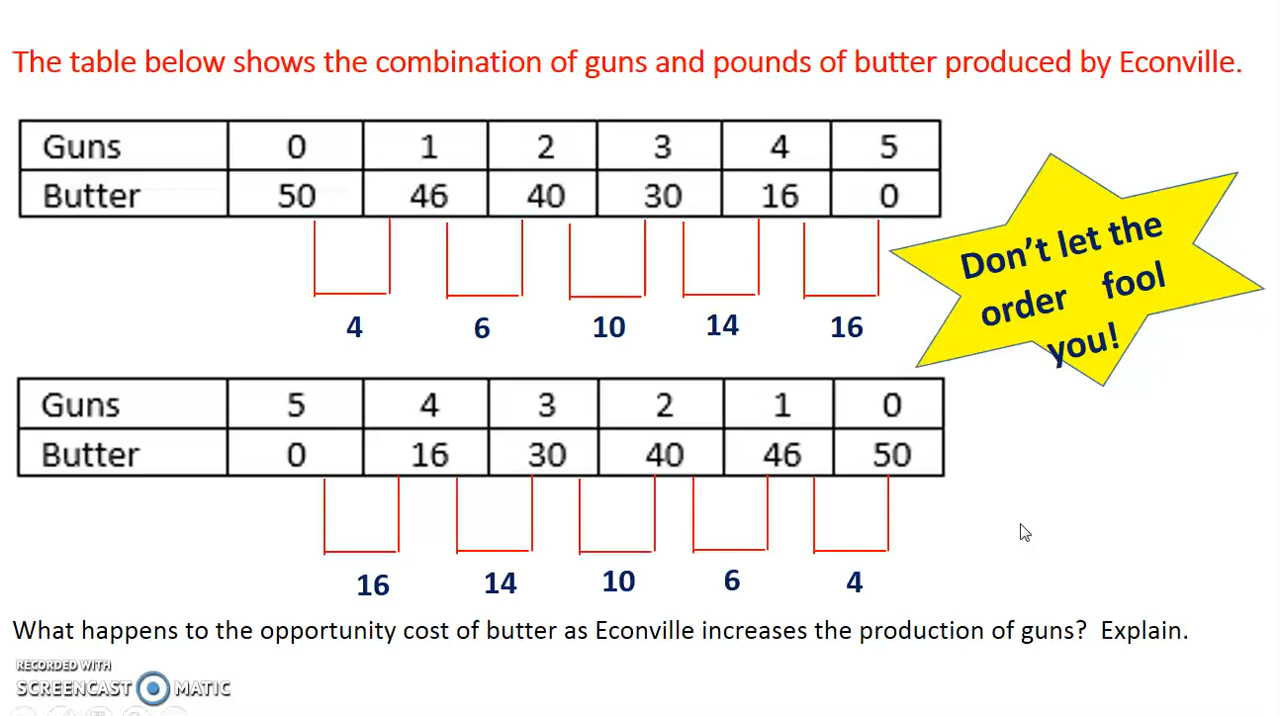 The table below shows the combination of guns and pounds of butter produced by Econville.
Guns 0 1 2 3 4 5
Butter 50 46 40 30 16 0
4 6 10 14 16
Don't let the
order fool
you!
Guns 5 4 3 2 1 0
Butter 0 16 30 40 46 50
16 14 10 6 4
What happens to the opportunity cost of butter as Econville increases the production of guns? Explain.
RECORDED WITH
SCREENCAST MATIC